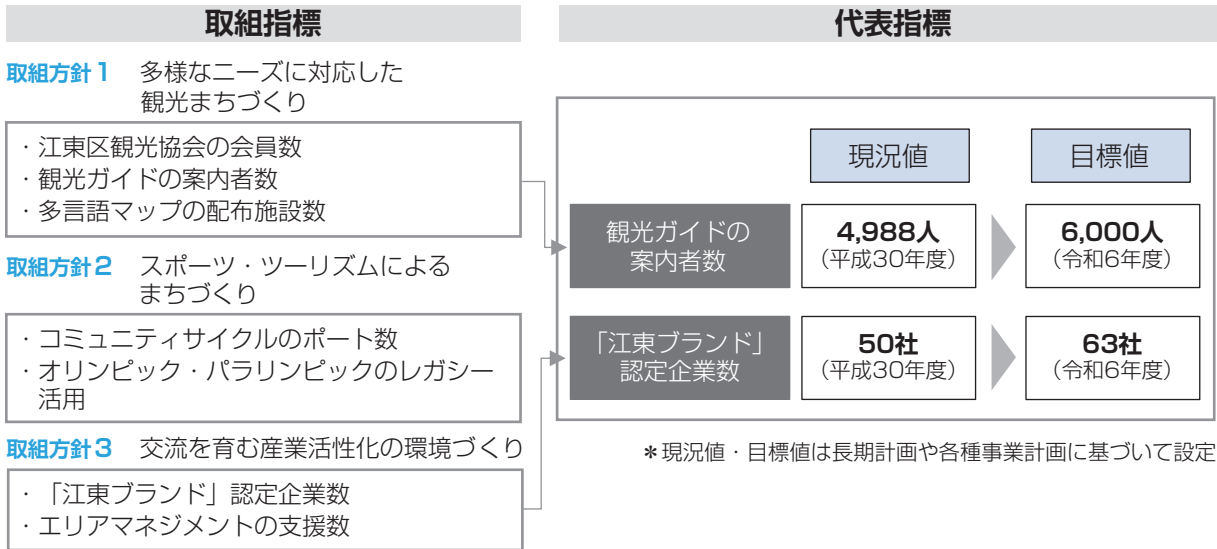 取組指標
取組方針1 多様なニーズに対応した
観光まちづくり
・江東区観光協会の会員数
・観光ガイドの案内者数
・多言語マップの配布施設数
取組方針2 スポーツ・ツーリズムによる
まちづくり
・コミュニティサイクルのポート数
・オリンピック・パラリンピックのレガシー
活用
取組方針3 交流を育む産業活性化の環境づくり
・「江東ブランド」認定企業数
・エリアマネジメントの支援数
代表指標
現況値 目標値
観光ガイドの
案内者数
4,988人
（平成30年度）
6,000人
（令和6年度）
「江東ブランド」
認定企業数
50社
（平成30年度）
63社
（令和6年度）
＊現況値・目標値は長期計画や各種事業計画に基づいて設定